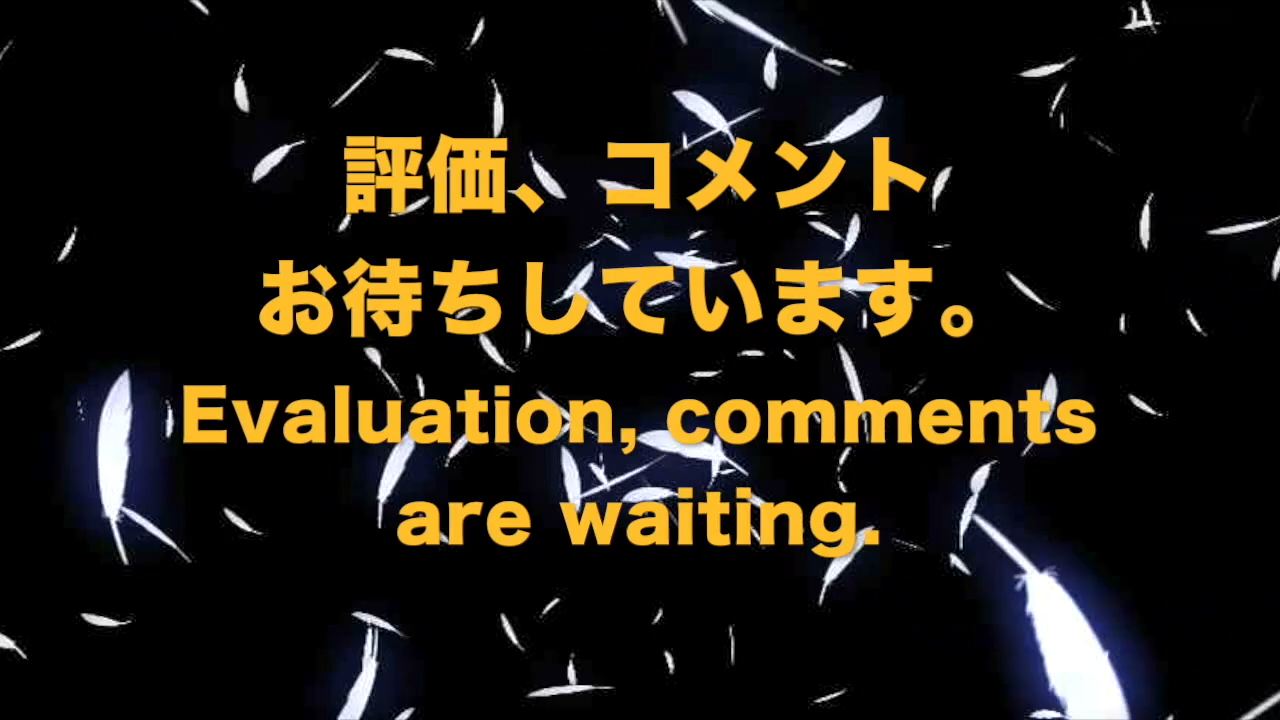 評価、コメント
お待ちしています。
Evaluation, comments
are waiting.